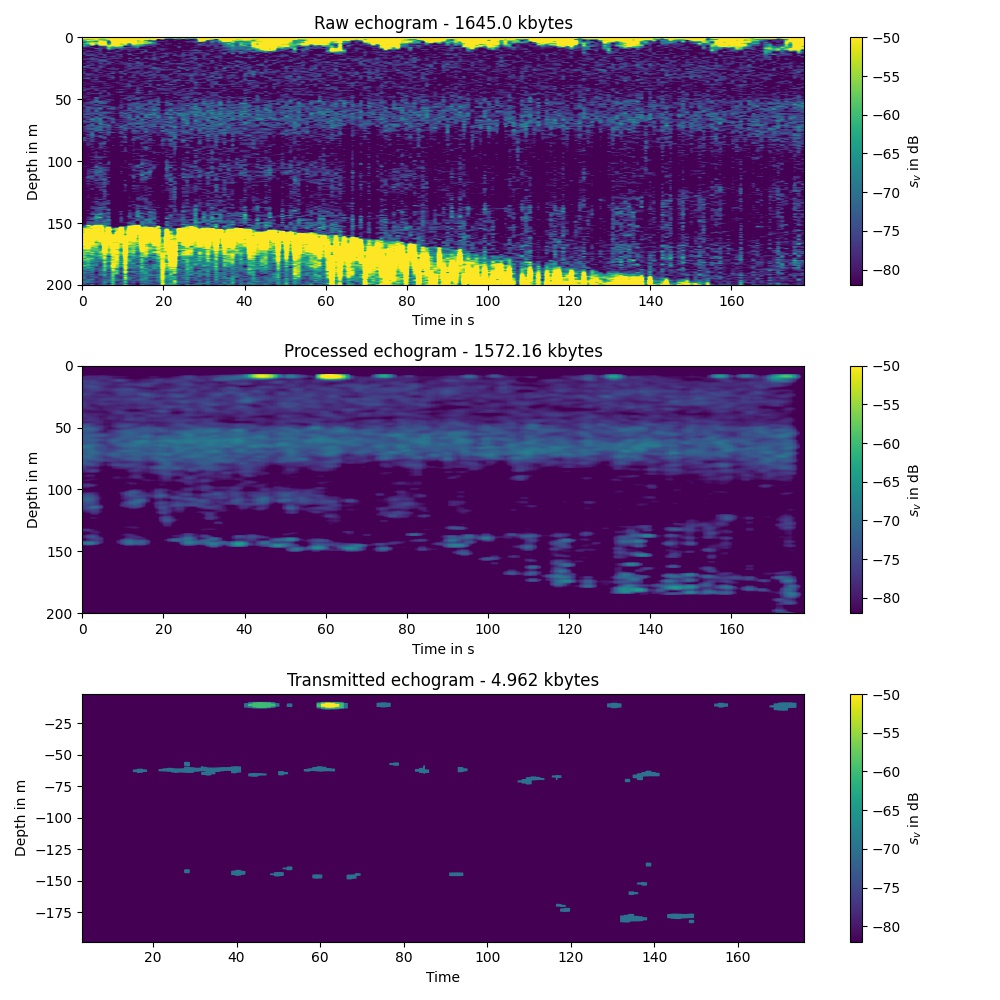 Raw echogram - 1645.0 kbytes
0
50
100
150
200
Depth in m
0 20 40 60 80 100 120 140 160
Time in s
−50
−55
−60
−65
−70
−75
−80
sv in dB
Processed echogram - 1572.16 kbytes
0
50
100
150
200
Depth in m
0 20 40 60 80 100 120 140 160
Time in s
−50
−55
−60
−65
−70
−75
−80
sv in dB
Transmitted echogram - 4.962 kbytes
−25
−50
−75
−100
−125
−150
−175
Depth in m
20 40 60 80 100 120 140 160
Time
−50
−55
−60
−65
−70
−75
−80
sv in dB